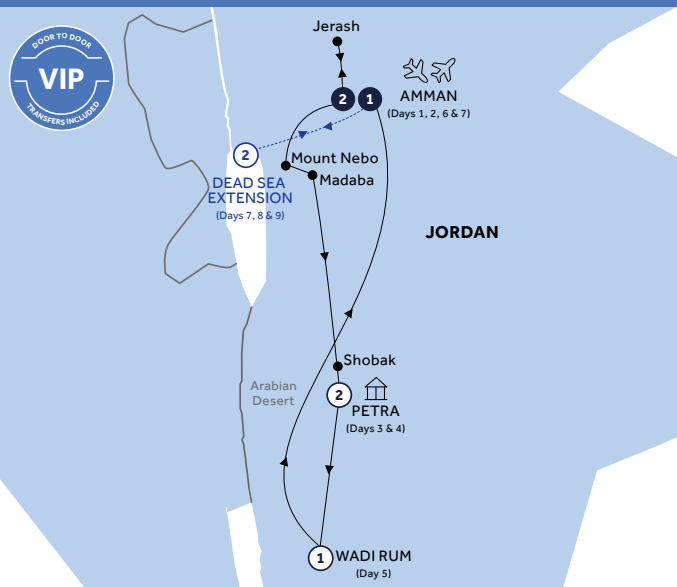 DOOR TO DOOR
VIP
TRANSFERS INCLUDED
Jerash
2
1
AMMAN
(Days 1, 2, 6 & 7)
2
Mount Nebo
Madaba
DEAD SEA
EXTENSION
(Days 7, 8 & 9)
JORDAN
Shobak
Arabian
Desert
2
PETRA
(Days 3 & 4)
1
WADI RUM
(Day 5)